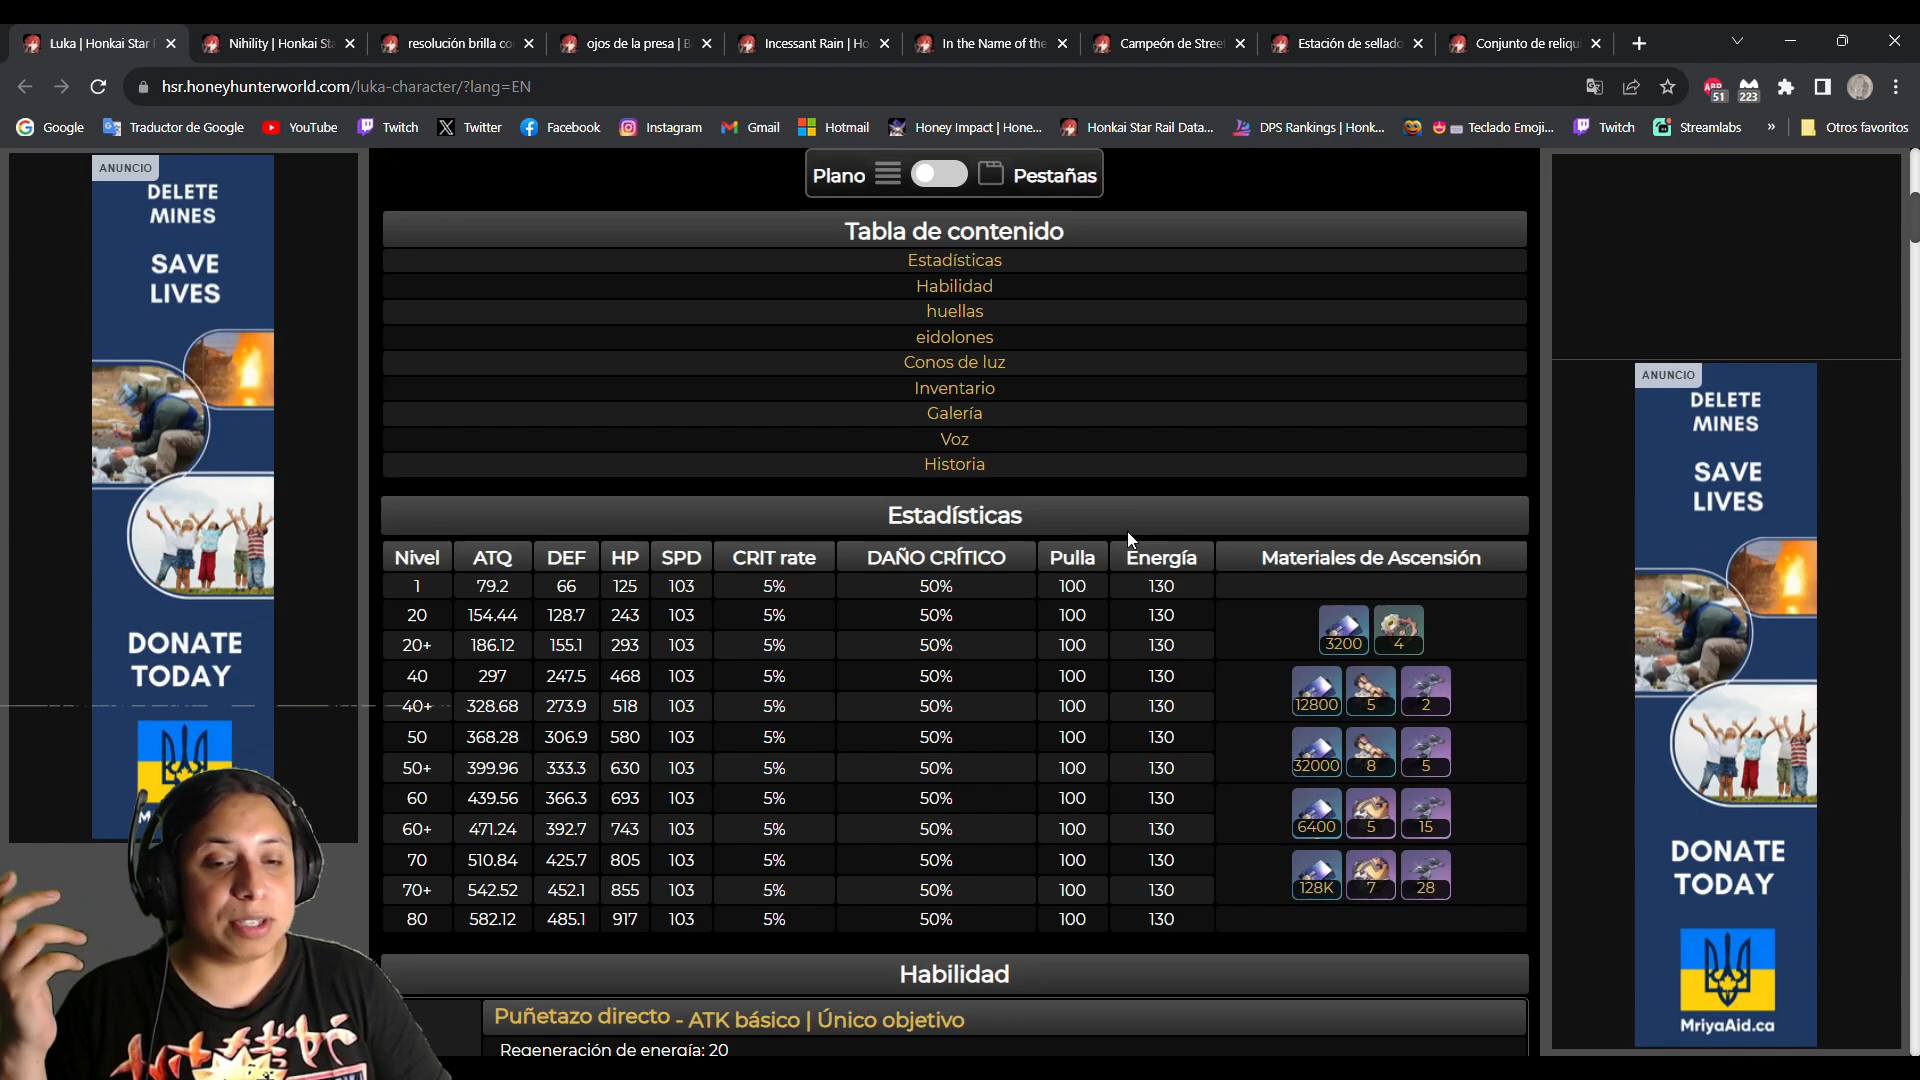 Luka | Honkai Star
Nihility | Honkai St
resolución brilla co
ojos de la presa | B
Incessant Rain | Ho
In the Name of the
Campeón de Stree
Estación de sellado
Conjunto de reliqu
hsr.honeyhunterworld.com/luka-character/?lang=EN
51
223
Google
Traductor de Google
YouTube
Twitch
Twitter
Facebook
Instagram
Gmail
Hotmail
Honey Impact | Hone...
Honkai Star Rail Data...
DPS Rankings | Honk...
Teclado Emoji...
Twitch
Streamlabs
»
Otros favoritos
ANUNCIO
DELETE
MINES
SAVE
LIVES
DONATE
TODAY
Plano
Pestañas
Tabla de contenido
Estadísticas
Habilidad
huellas
eidolones
Conos de luz
Inventario
Galería
Voz
Historia
Estadísticas
Nivel ATQ DEF HP SPD CRIT rate DAÑO CRÍTICO Pulla Energía Materiales de Ascensión
1 79.2 66 125 103 5% 50% 100 130
20 154.44 128.7 243 103 5% 50% 100 130
3200 4
20+ 186.12 155.1 293 103 5% 50% 100 130
40 297 247.5 468 103 5% 50% 100 130
12800 5 2
40+ 328.68 273.9 518 103 5% 50% 100 130
50 368.28 306.9 580 103 5% 50% 100 130
32000 8 5
50+ 399.96 333.3 630 103 5% 50% 100 130
60 439.56 366.3 693 103 5% 50% 100 130
6400 5 15
60+ 471.24 392.7 743 103 5% 50% 100 130
70 510.84 425.7 805 103 5% 50% 100 130
128K 7 28
70+ 542.52 452.1 855 103 5% 50% 100 130
80 582.12 485.1 917 103 5% 50% 100 130
Habilidad
Puñetazo directo - ATK básico | Único objetivo
Regeneración de energía: 20
ANUNCIO
DELETE
MINES
SAVE
LIVES
DONATE
TODAY
MriyaAid.ca